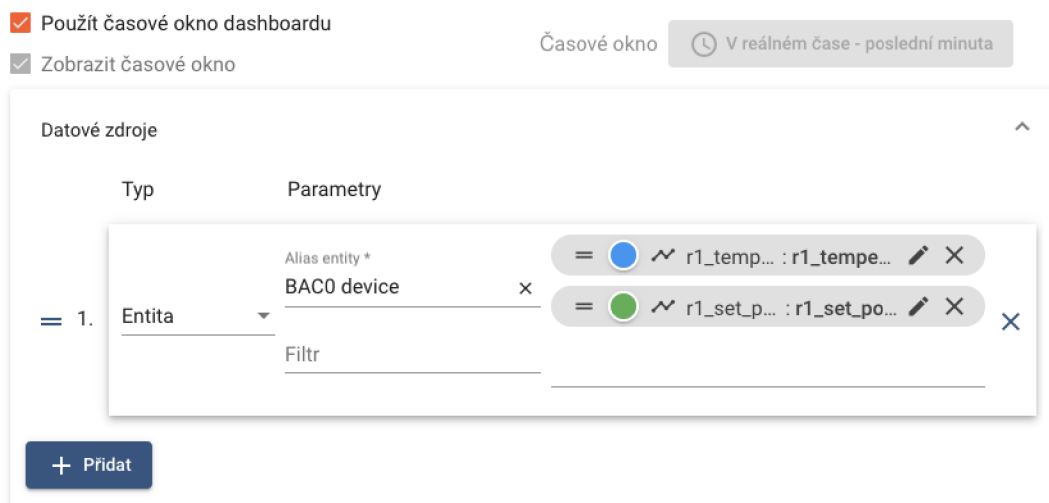 Použít časové okno dashboardu
Časové okno
V reálném čase - poslední minuta
Zobrazit časové okno
Datové zdroje
Typ
Parametry
1.
Entita
Alias entity *
BAC0 device
Filtr
r1_temp... : r1_tempe...
r1_set_p... : r1_set_po...
Přidat